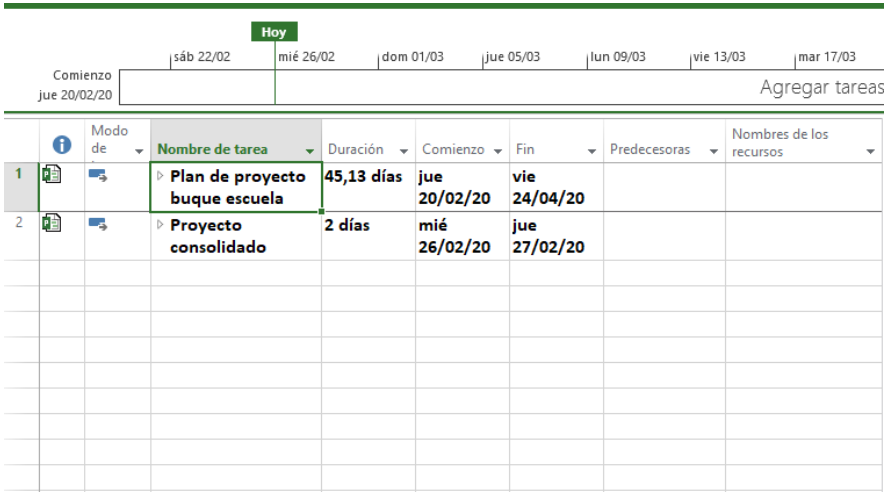 Hoy
sáb 22/02 mié 26/02 dom 01/03 jue 05/03 lun 09/03 vie 13/03 mar 17/03
Comienzo
jue 20/02/20
Agregar tareas
Modo
de
Nombre de tarea Duración Comienzo Fin Predecesoras Nombres de los
recursos
1 Plan de proyecto 45,13 días jue vie
buque escuela 20/02/20 24/04/20
2 Proyecto 2 días mié jue
consolidado 26/02/20 27/02/20